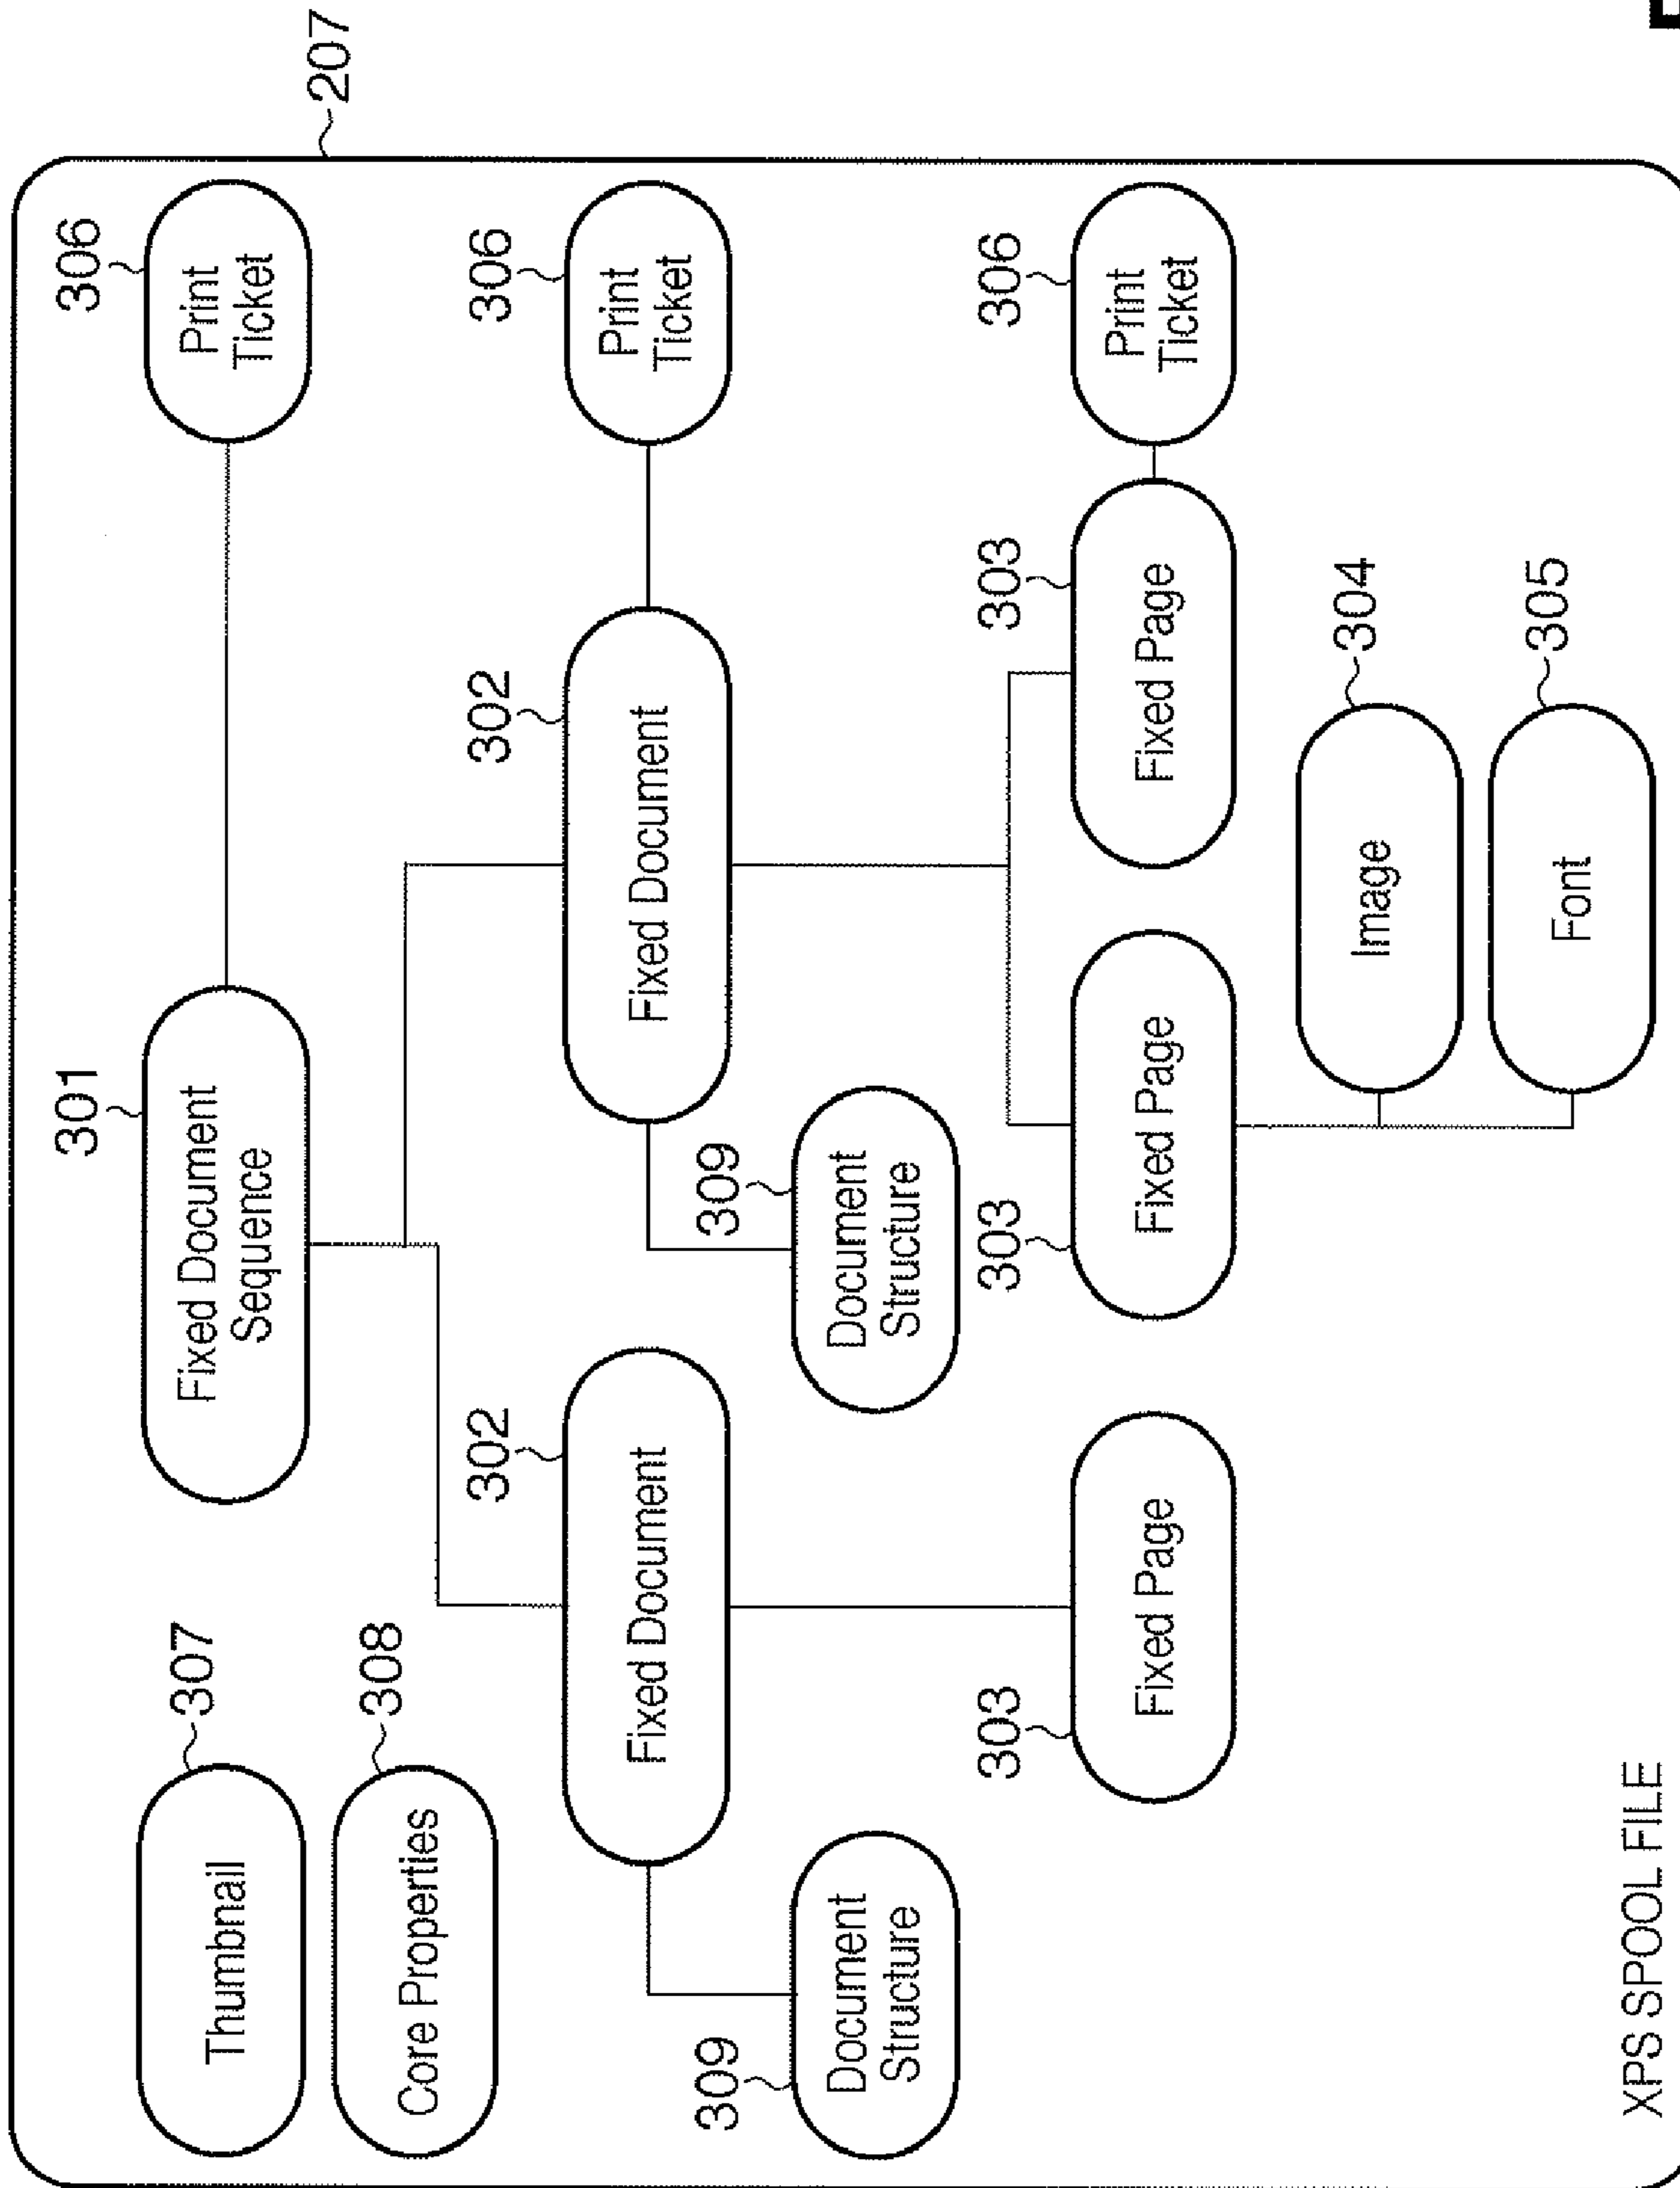 301
306
Thumbnail
307
Fixed Document
Sequence
Print
Ticket
207
Core Properties
308
302
302
306
Fixed Document
Fixed Document
Print
Ticket
309
309
Document
Structure
Document
Structure
303
303
303
306
Fixed Page
Fixed Page
Fixed Page
Print
Ticket
Image
304
Font
305
XPS SPOOL FILE